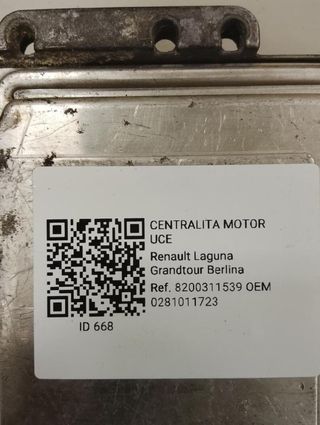 CENTRALITA MOTOR
UCE
Renault Laguna
Grandtour Berlina
Ref. 8200311539 OEM
0281011723
ID 668